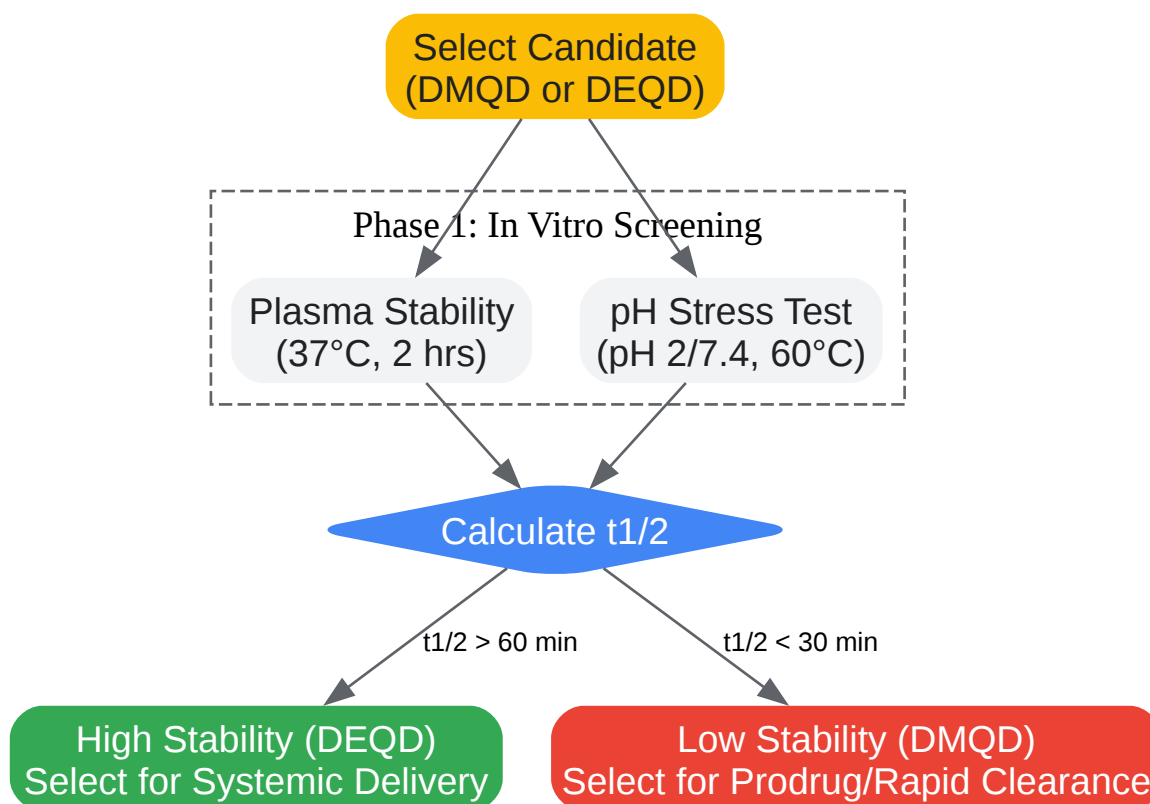 Select Candidate
(DMQD or DEQD)
Phase 1: In Vitro Screening
Plasma Stability
(37°C, 2 hrs)
pH Stress Test
(pH 2/7.4, 60°C)
Calculate t1/2
t1/2 > 60 min
t1/2 < 30 min
High Stability (DEQD)
Select for Systemic Delivery
Low Stability (DMQD)
Select for Prodrug/Rapid Clearance